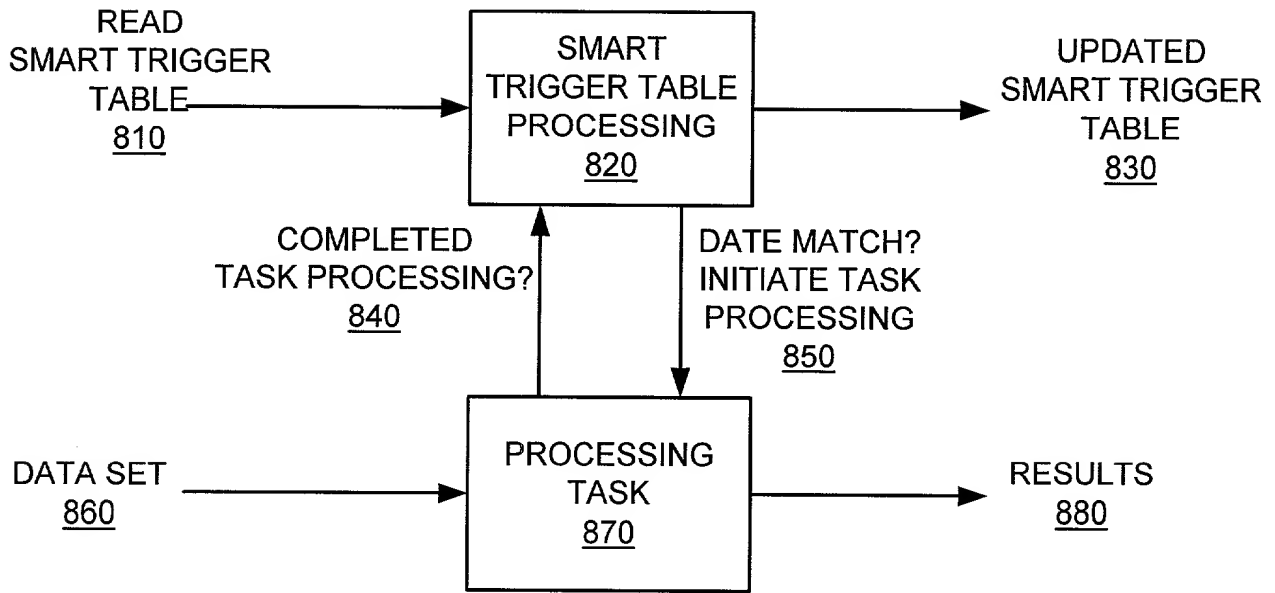 READ
SMART TRIGGER
TABLE
810
SMART
TRIGGER TABLE
PROCESSING
820
UPDATED
SMART TRIGGER
TABLE
830
COMPLETED
TASK PROCESSING?
840
DATE MATCH?
INITIATE TASK
PROCESSING
850
DATA SET
860
PROCESSING
TASK
870
RESULTS
880